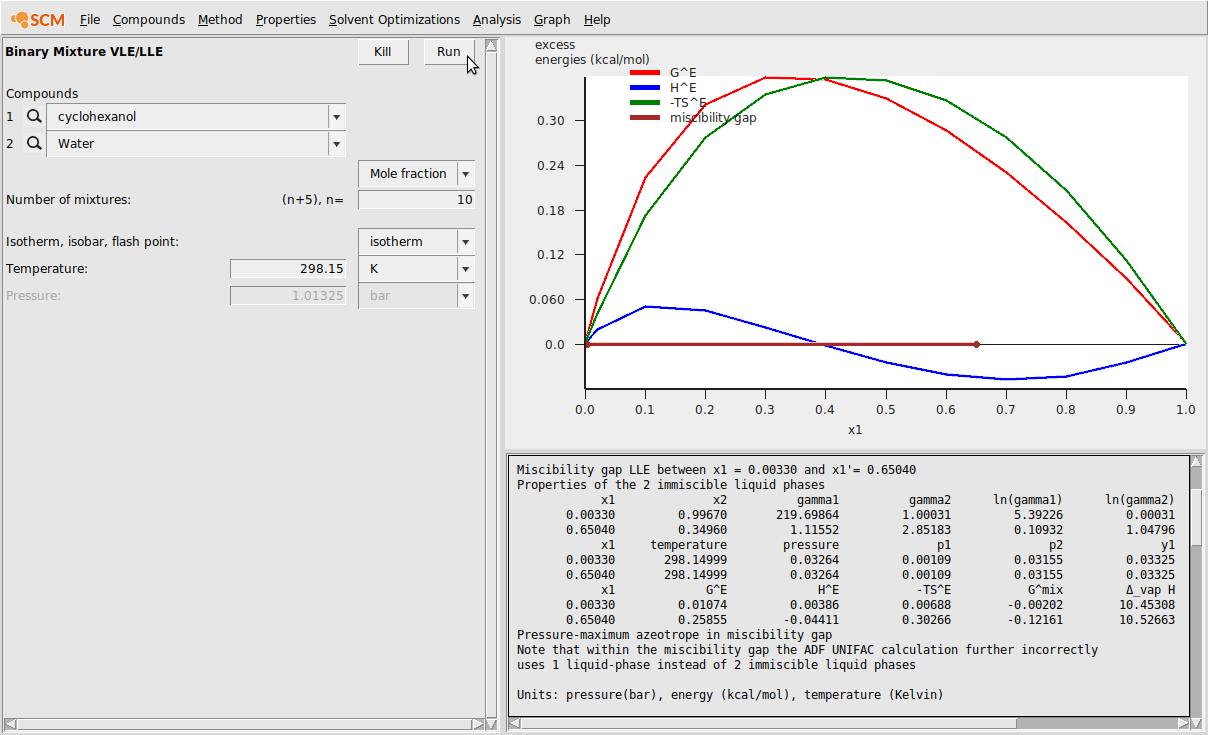 SCM File Compounds Method Properties Solvent Optimizations Analysis Graph Help
Binary Mixture VLE/LLE Kill Run
Compounds
1 cyclohexanol
2 Water
Mole fraction
Number of mixtures: (n+5), n= 10
Isotherm, isobar, flash point: isotherm
Temperature: 298.15 K
Pressure: 1.01325 bar
excess
energies (kcal/mol)
G^E
H^E
-TS^E
miscibility gap
0.30
0.24
0.18
0.12
0.060
0.0
0.0 0.1 0.2 0.3 0.4 0.5 0.6 0.7 0.8 0.9 1.0
x1
Miscibility gap LLE between x1 = 0.00330 and x1'= 0.65040
Properties of the 2 immiscible liquid phases
x1 x2 gamma1 gamma2 ln(gamma1) ln(gamma2)
0.00330 0.99670 219.69864 1.00031 5.39226 0.00031
0.65040 0.34960 1.11552 2.85183 0.10932 1.04796
x1 temperature pressure p1 p2 y1
0.00330 298.14999 0.03264 0.00109 0.03155 0.03325
0.65040 298.14999 0.03264 0.00109 0.03155 0.03325
x1 G^E H^E -TS^E G^mix Δ_vap H
0.00330 0.01074 0.00386 0.00688 -0.00202 10.45308
0.65040 0.25855 -0.04411 0.30266 -0.12161 10.52663
Pressure-maximum azeotrope in miscibility gap
Note that within the miscibility gap the ADF UNIFAC calculation further incorrectly
uses 1 liquid-phase instead of 2 immiscible liquid phases
Units: pressure(bar), energy (kcal/mol), temperature (Kelvin)